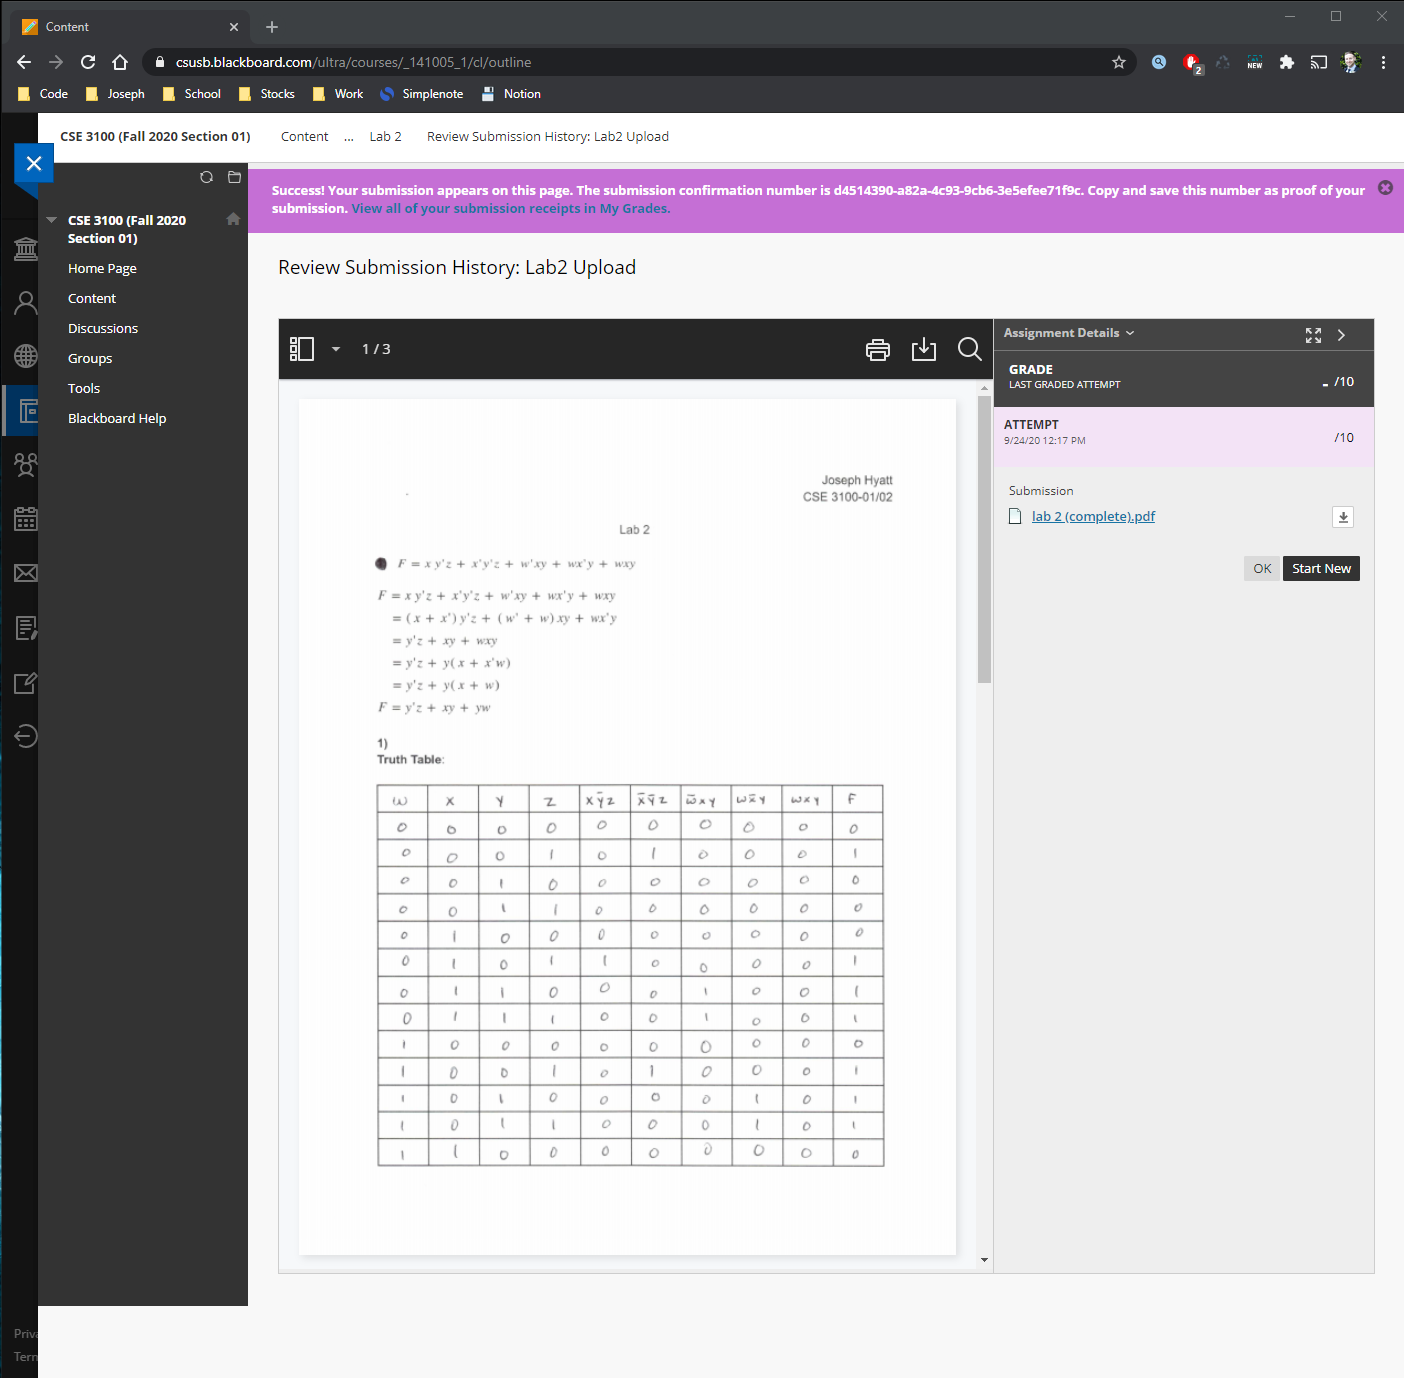 Content
csusb.blackboard.com/ultra/courses/_141005_1/cl/outline
2
NEW
Code Joseph School Stocks Work Simplenote Notion
CSE 3100 (Fall 2020 Section 01) Content ... Lab 2 Review Submission History: Lab2 Upload
Success! Your submission appears on this page. The submission confirmation number is d4514390-a82a-4c93-9cb6-3e5efee71f9c. Copy and save this number as proof of your
submission. View all of your submission receipts in My Grades.
CSE 3100 (Fall 2020
Section 01)
Home Page
Content
Discussions
Groups
Tools
Blackboard Help
Priva
Term
Review Submission History: Lab2 Upload
1 / 3
Joseph Hyatt
CSE 3100-01/02
Lab 2
F = x y'z + x'y'z + w'xy + wx'y + wxy
F = x y'z + x'y'z + w'xy + wx'y + wxy
= (x + x') y'z + (w' + w) xy + wx'y
= y'z + xy + wxy
= y'z + y(x + x'w)
= y'z + y(x + w)
F = y'z + xy + yw
1)
Truth Table:
w x y z xȳz x̄ȳz w̄xy wx̄y wxy F
0 0 0 0 0 0 0 0 0 0
0 0 0 1 0 1 0 0 0 1
0 0 1 0 0 0 0 0 0 0
0 0 1 1 0 0 0 0 0 0
0 1 0 0 0 0 0 0 0 0
0 1 0 1 1 0 0 0 0 1
0 1 1 0 0 0 1 0 0 1
0 1 1 1 0 0 1 0 0 1
1 0 0 0 0 0 0 0 0 0
1 0 0 1 0 1 0 0 0 1
1 0 1 0 0 0 0 1 0 1
1 0 1 1 0 0 0 1 0 1
1 1 0 0 0 0 0 0 0 0
Assignment Details
GRADE
LAST GRADED ATTEMPT
- /10
ATTEMPT
9/24/20 12:17 PM
/10
Submission
lab 2 (complete).pdf
OK Start New